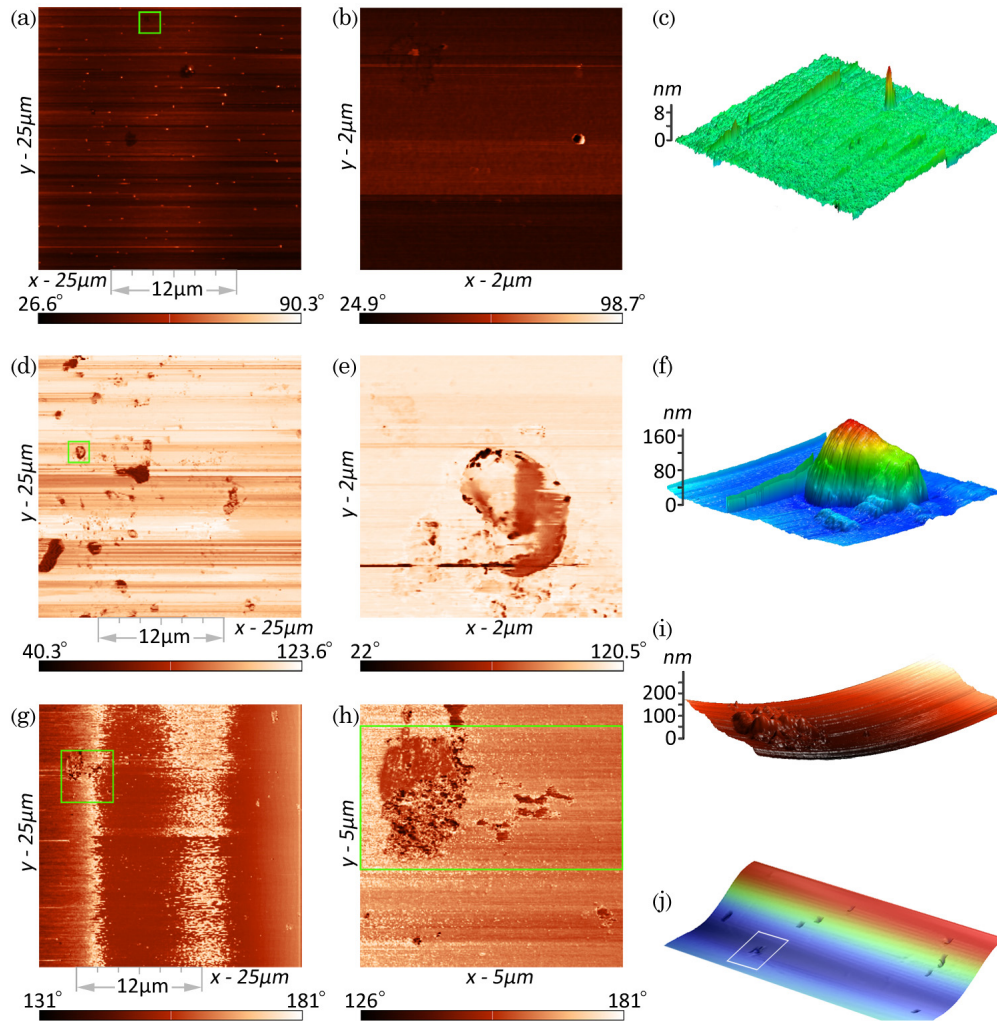 (a)
y - 25μm
x - 25μm
12μm
26.6° 90.3°
(b)
y - 2μm
x - 2μm
24.9° 98.7°
(c)
nm
8
0
(d)
y - 25μm
12μm
x - 25μm
40.3° 123.6°
(e)
y - 2μm
x - 2μm
22° 120.5°
(f)
nm
160
80
0
(g)
y - 25μm
12μm
x - 25μm
131° 181°
(h)
y - 5μm
x - 5μm
126° 181°
(i)
nm
200
100
0
(j)